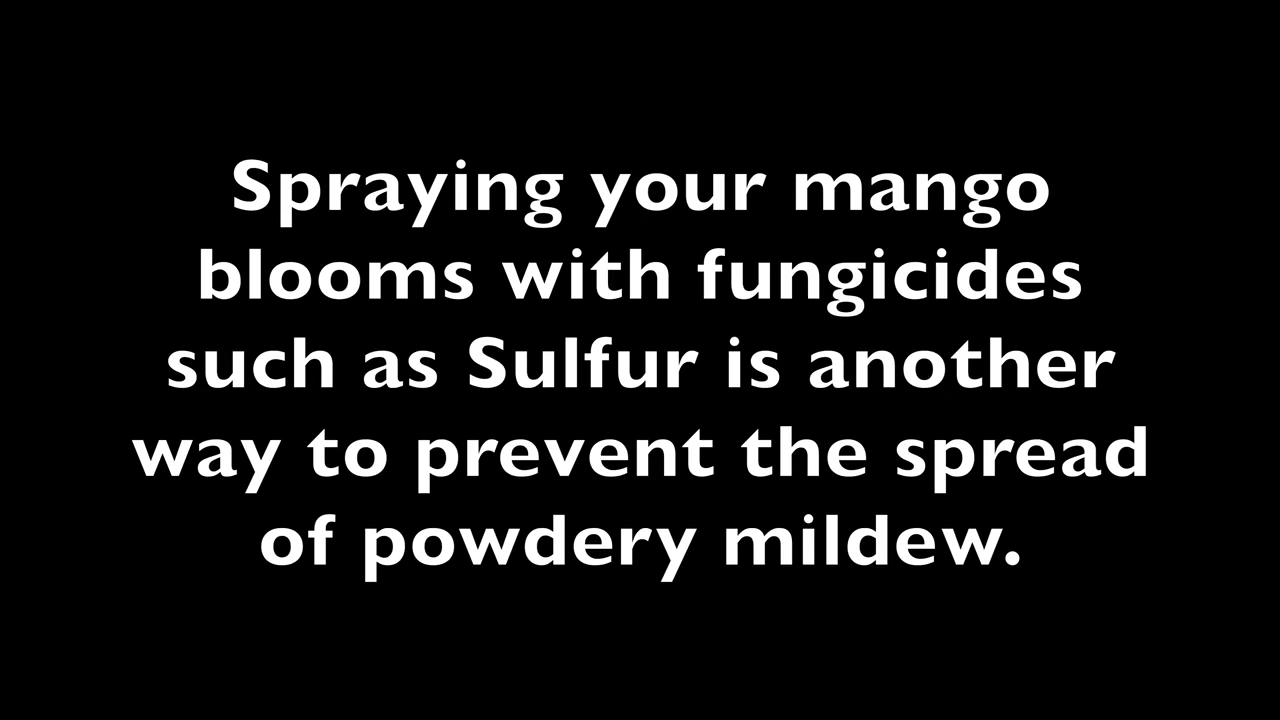 Spraying your mango
blooms with fungicides
such as Sulfur is another
way to prevent the spread
of powdery mildew.